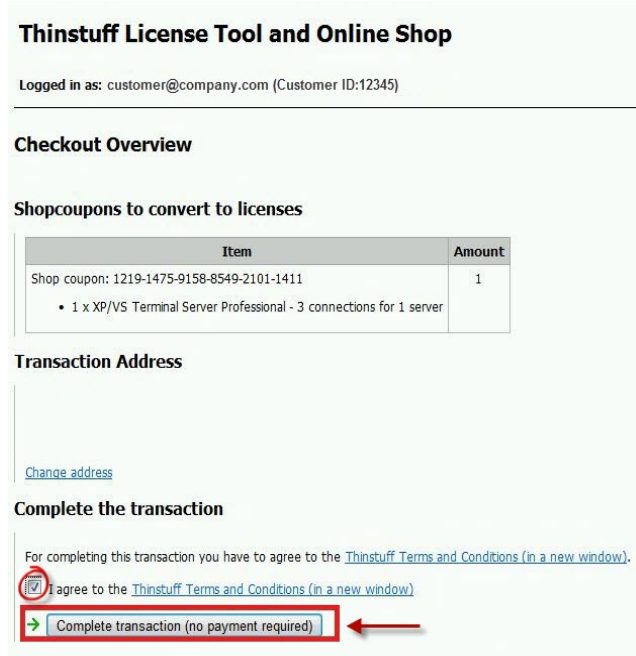 Thinstuff License Tool and Online Shop
Logged in as: customer@company.com (Customer ID:12345)
Checkout Overview
Shopcoupons to convert to licenses
Item Amount
Shop coupon: 1219-1475-9158-8549-2101-1411 1
• 1 x XP/VS Terminal Server Professional - 3 connections for 1 server
Transaction Address
Change address
Complete the transaction
For completing this transaction you have to agree to the Thinstuff Terms and Conditions (in a new window).
I agree to the Thinstuff Terms and Conditions (in a new window)
Complete transaction (no payment required)